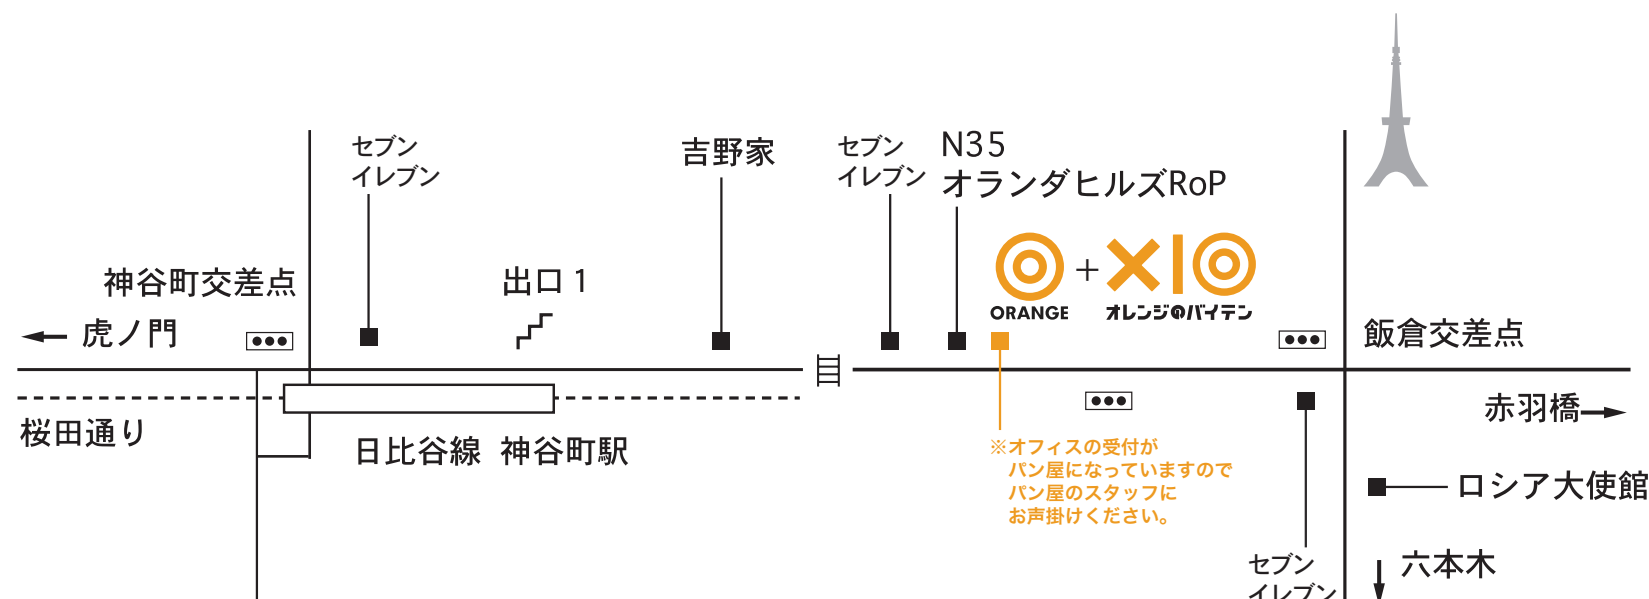 セブン
イレブン
吉野家
セブン
イレブン
N35
オランダヒルズRoP
神谷町交差点
虎ノ門
出口 1
+
ORANGE
オレンジのバイテン
飯倉交差点
桜田通り
日比谷線 神谷町駅
赤羽橋
※オフィスの受付が
パン屋になっていますので
パン屋のスタッフに
お声掛けください。
ロシア大使館
六本木
セブン
イレブン